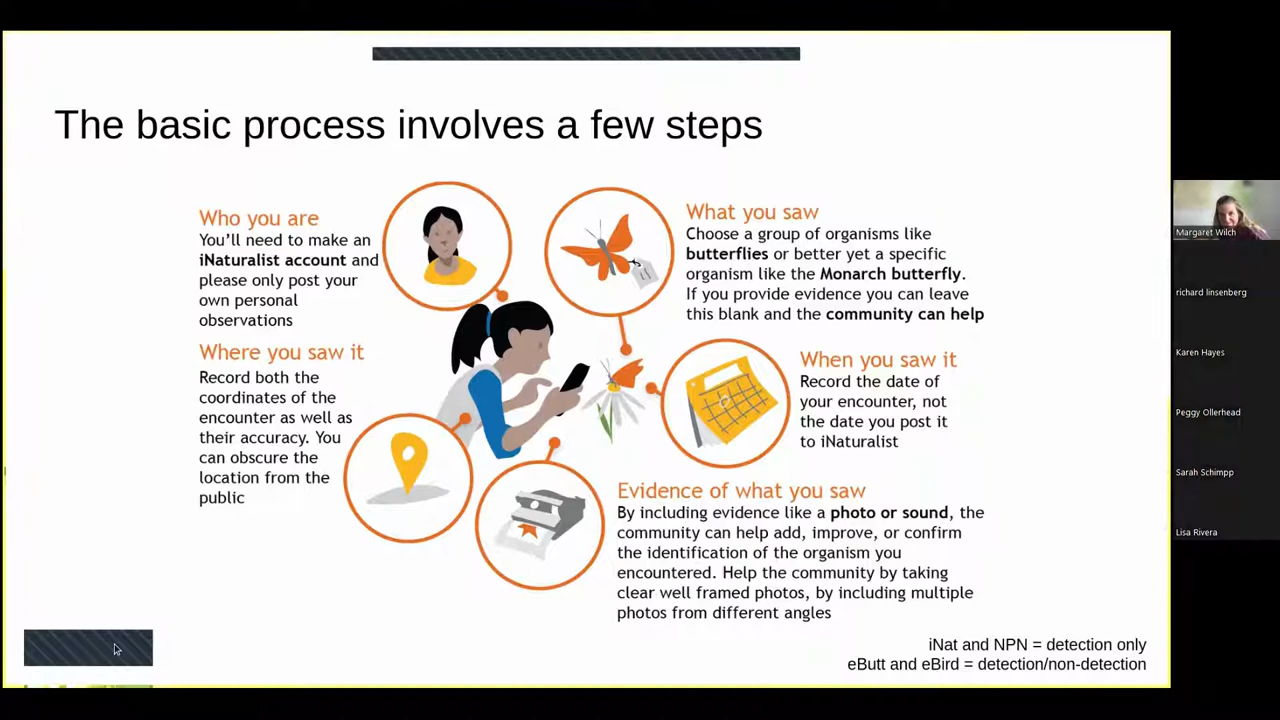 The basic process involves a few steps
Who you are
You'll need to make an
iNaturalist account and
please only post your
own personal
observations
Where you saw it
Record both the
coordinates of the
encounter as well as
their accuracy. You
can obscure the
location from the
public
What you saw
Choose a group of organisms like
butterflies or better yet a specific
organism like the Monarch butterfly.
If you provide evidence you can leave
this blank and the community can help
When you saw it
Record the date of
your encounter, not
the date you post it
to iNaturalist
Evidence of what you saw
By including evidence like a photo or sound, the
community can help add, improve, or confirm
the identification of the organism you
encountered. Help the community by taking
clear well framed photos, by including multiple
photos from different angles
iNat and NPN = detection only
eButt and eBird = detection/non-detection
Margaret Wilch
richard linsenberg
Karen Hayes
Peggy Ollerhead
Sarah Schimpp
Lisa Rivera